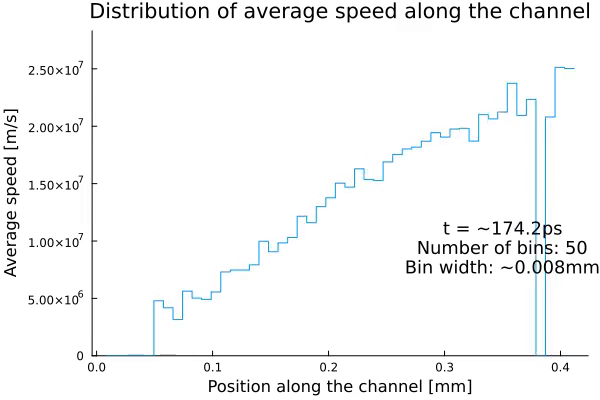 Distribution of average speed along the channel
Average speed [m/s]
2.50×10⁷
2.00×10⁷
1.50×10⁷
1.00×10⁷
5.00×10⁶
0
t = ~174.2ps
Number of bins: 50
Bin width: ~0.008mm
0.0 0.1 0.2 0.3 0.4
Position along the channel [mm]